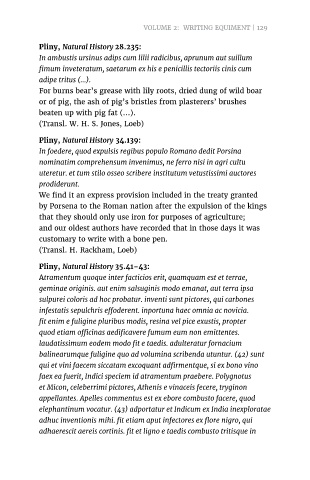 VOLUME 2: WRITING EQUIMENT | 129
Pliny, Natural History 28.235:
In ambustis ursinus adips cum lilii radicibus, aprunum aut suillum
fimum inveteratum, saetarum ex his e penicillis tectoriis cinis cum
adipe tritus (…).
For burns bear's grease with lily roots, dried dung of wild boar
or of pig, the ash of pig's bristles from plasterers' brushes
beaten up with pig fat (…).
(Transl. W. H. S. Jones, Loeb)
Pliny, Natural History 34.139:
In foedere, quod expulsis regibus populo Romano dedit Porsina
nominatim comprehensum invenimus, ne ferro nisi in agri cultu
uteretur. et tum stilo osseo scribere institutum vetustissimi auctores
prodiderunt.
We find it an express provision included in the treaty granted
by Porsena to the Roman nation after the expulsion of the kings
that they should only use iron for purposes of agriculture;
and our oldest authors have recorded that in those days it was
customary to write with a bone pen.
(Transl. H. Rackham, Loeb)
Pliny, Natural History 35.41–43:
Atramentum quoque inter facticios erit, quamquam est et terrae,
geminae originis. aut enim salsuginis modo emanat, aut terra ipsa
sulpurei coloris ad hoc probatur. inventi sunt pictores, qui carbones
infestatis sepulchris effoderent. inportuna haec omnia ac novicia.
fit enim e fuligine pluribus modis, resina vel pice exustis, propter
quod etiam officinas aedificavere fumum eum non emittentes.
laudatissimum eodem modo fit e taedis. adulteratur fornacium
balinearumque fuligine quo ad volumina scribenda utuntur. (42) sunt
qui et vini faecem siccatam excoquant adfirmentque, si ex bono vino
faex ea fuerit, Indici speciem id atramentum praebere. Polygnotus
et Micon, celeberrimi pictores, Athenis e vinaceis fecere, tryginon
appellantes. Apelles commentus est ex ebore combusto facere, quod
elephantinum vocatur. (43) adportatur et Indicum ex India inexploratae
adhuc inventionis mihi. fit etiam aput infectores ex flore nigro, qui
adhaerescit aereis cortinis. fit et ligno e taedis combusto tritisque in